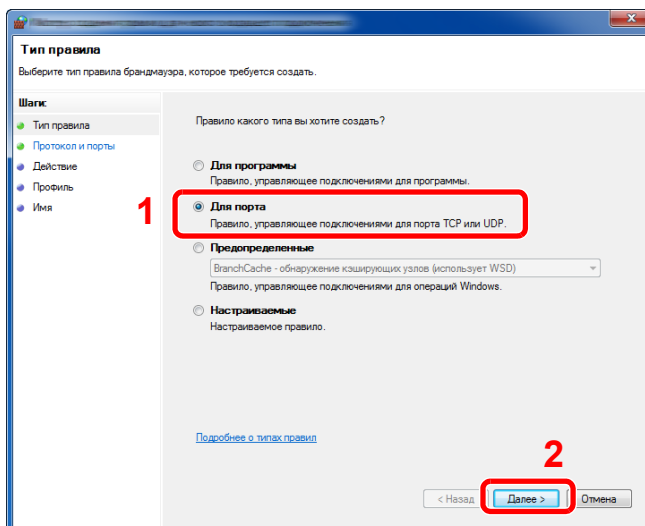 Тип правила
Выберите тип правила брандмауэра, которое требуется создать.
Шаги:
Тип правила
Протокол и порты
Действие
Профиль
Имя
Правило какого типа вы хотите создать?
Для программы
Правило, управляющее подключениями для программы.
1
Для порта
Правило, управляющее подключениями для порта TCP или UDP.
Предопределенные
BranchCache - обнаружение кэширующих узлов (использует WSD)
Правило, управляющее подключениями для операций Windows.
Настраиваемые
Настраиваемое правило.
Подробнее о типах правил
2
< Назад
Далее >
Отмена